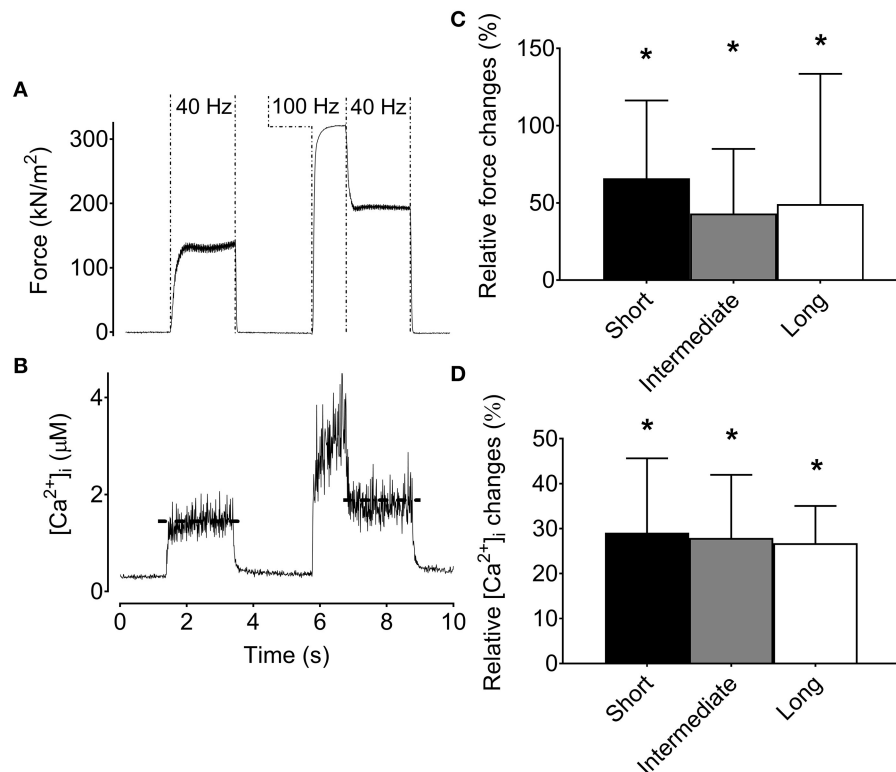 A
40 Hz
100 Hz
40 Hz
Force (kN/m²)
300
200
100
0
B
[Ca²⁺]ᵢ (μM)
4
2
0
0 2 4 6 8 10
Time (s)
C
Relative force changes (%)
150
100
50
0
* * *
Short
Intermediate
Long
D
Relative [Ca²⁺]ᵢ changes (%)
50
40
30
20
10
0
* * *
Short
Intermediate
Long